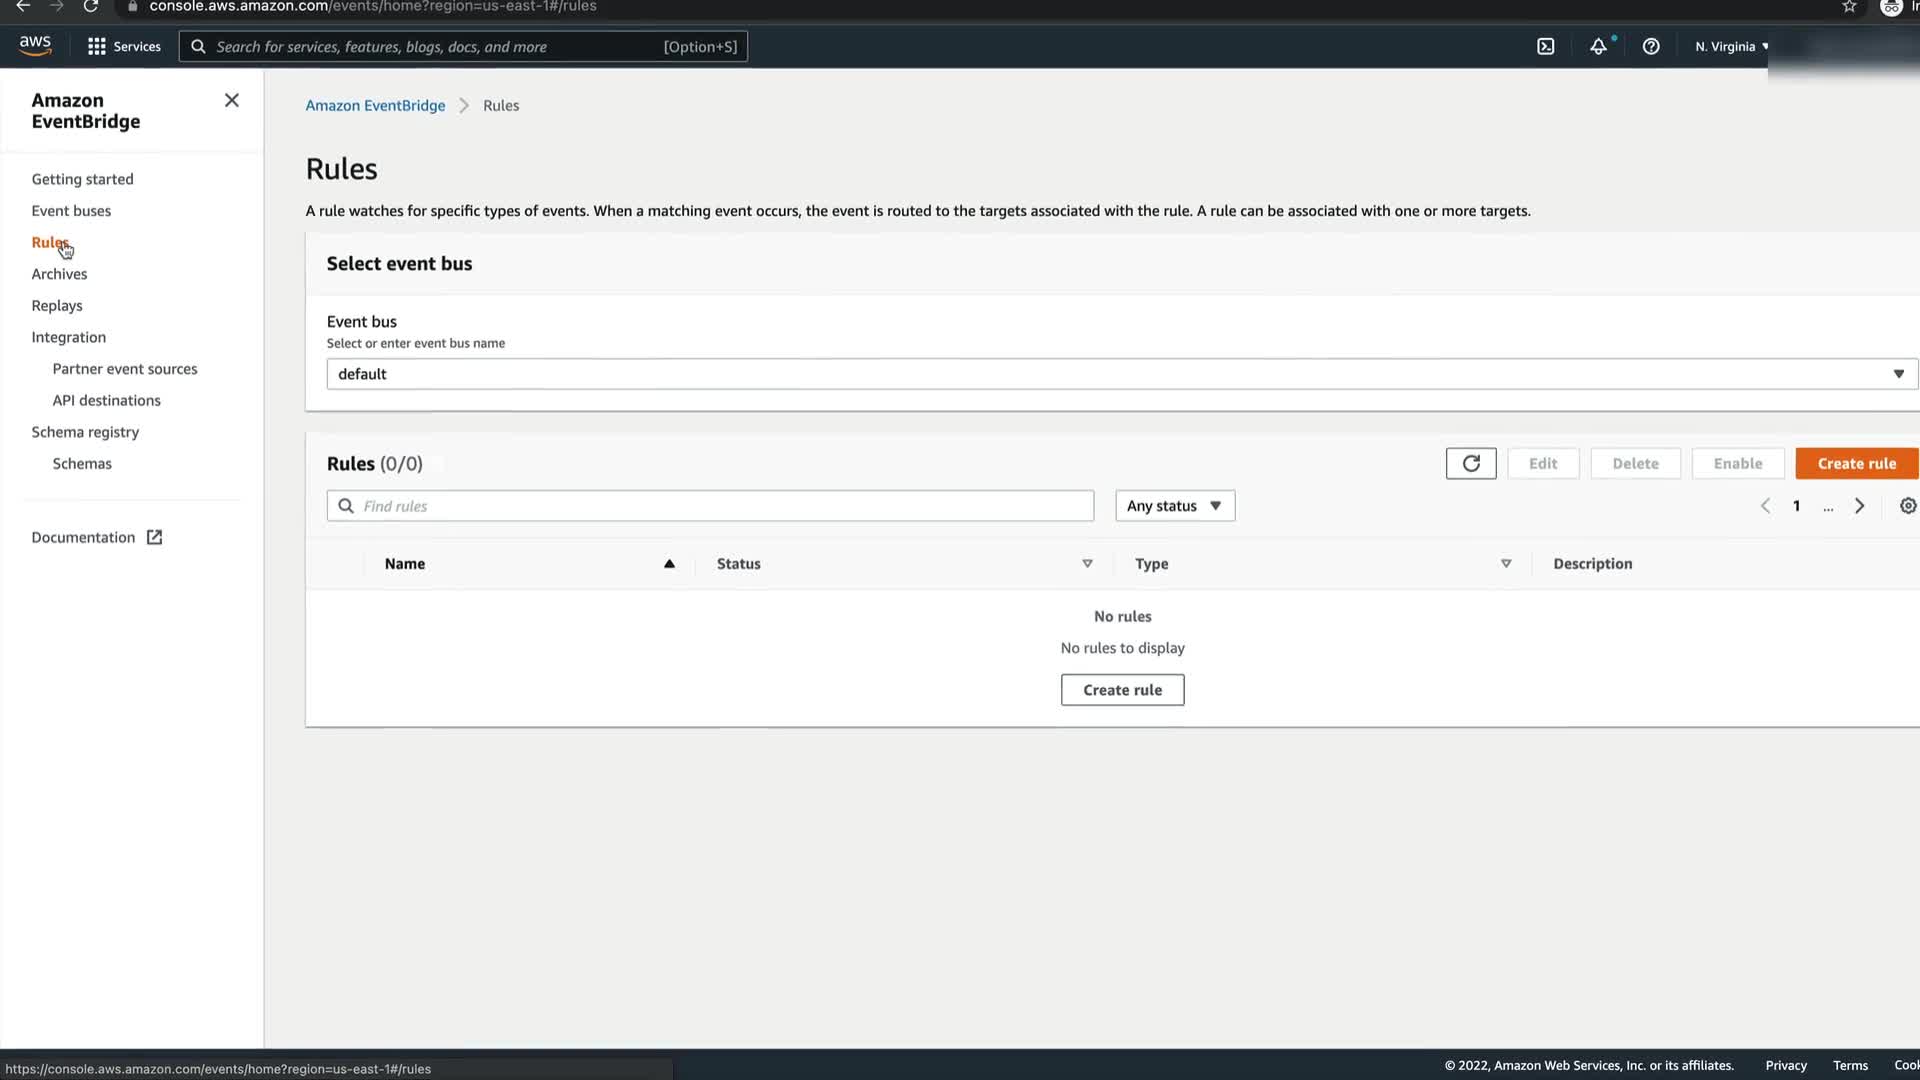 console.aws.amazon.com/events/home?region=us-east-1#/rules
aws
Services
Search for services, features, blogs, docs, and more
[Option+S]
N. Virginia
Amazon
EventBridge
Getting started
Event buses
Rules
Archives
Replays
Integration
Partner event sources
API destinations
Schema registry
Schemas
Documentation
Amazon EventBridge
Rules
Rules
A rule watches for specific types of events. When a matching event occurs, the event is routed to the targets associated with the rule. A rule can be associated with one or more targets.
Select event bus
Event bus
Select or enter event bus name
default
Rules (0/0)
Edit
Delete
Enable
Create rule
Find rules
Any status
1
...
Name
Status
Type
Description
No rules
No rules to display
Create rule
https://console.aws.amazon.com/events/home?region=us-east-1#/rules
© 2022, Amazon Web Services, Inc. or its affiliates.
Privacy
Terms